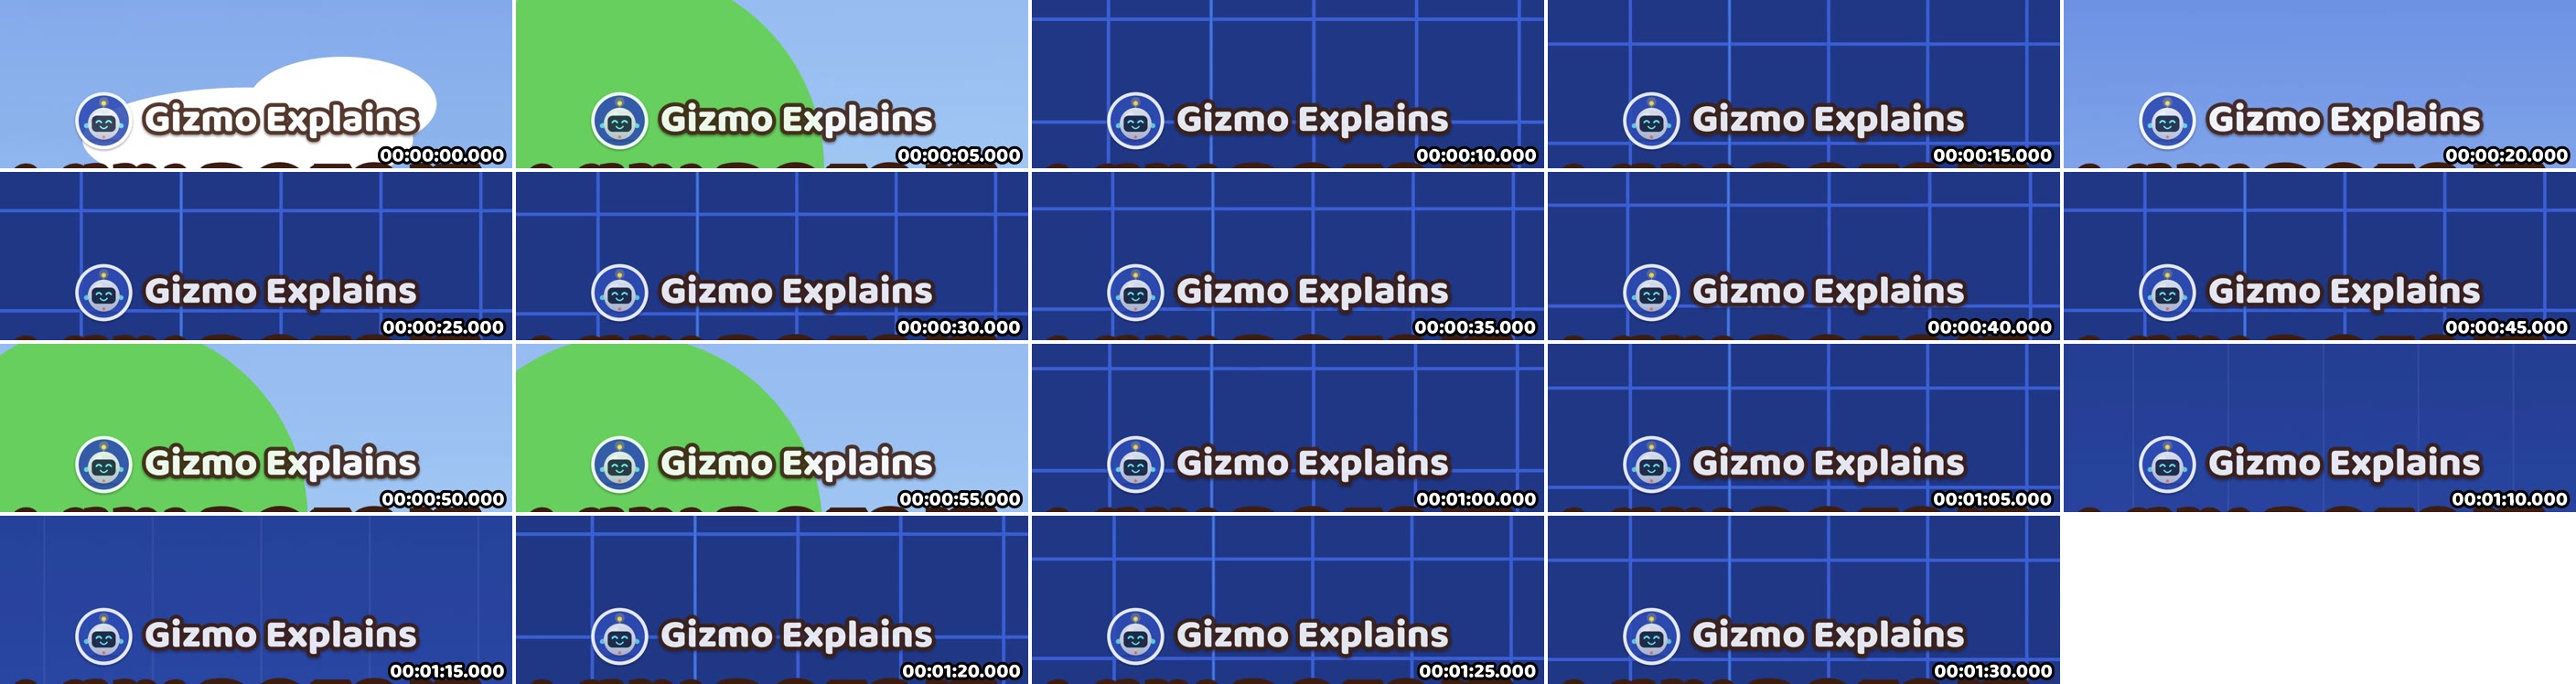 Gizmo Explains
00:00:00.000
Gizmo Explains
00:00:05.000
Gizmo Explains
00:00:10.000
Gizmo Explains
00:00:15.000
Gizmo Explains
00:00:20.000
Gizmo Explains
00:00:25.000
Gizmo Explains
00:00:30.000
Gizmo Explains
00:00:35.000
Gizmo Explains
00:00:40.000
Gizmo Explains
00:00:45.000
Gizmo Explains
00:00:50.000
Gizmo Explains
00:00:55.000
Gizmo Explains
00:01:00.000
Gizmo Explains
00:01:05.000
Gizmo Explains
00:01:10.000
Gizmo Explains
00:01:15.000
Gizmo Explains
00:01:20.000
Gizmo Explains
00:01:25.000
Gizmo Explains
00:01:30.000